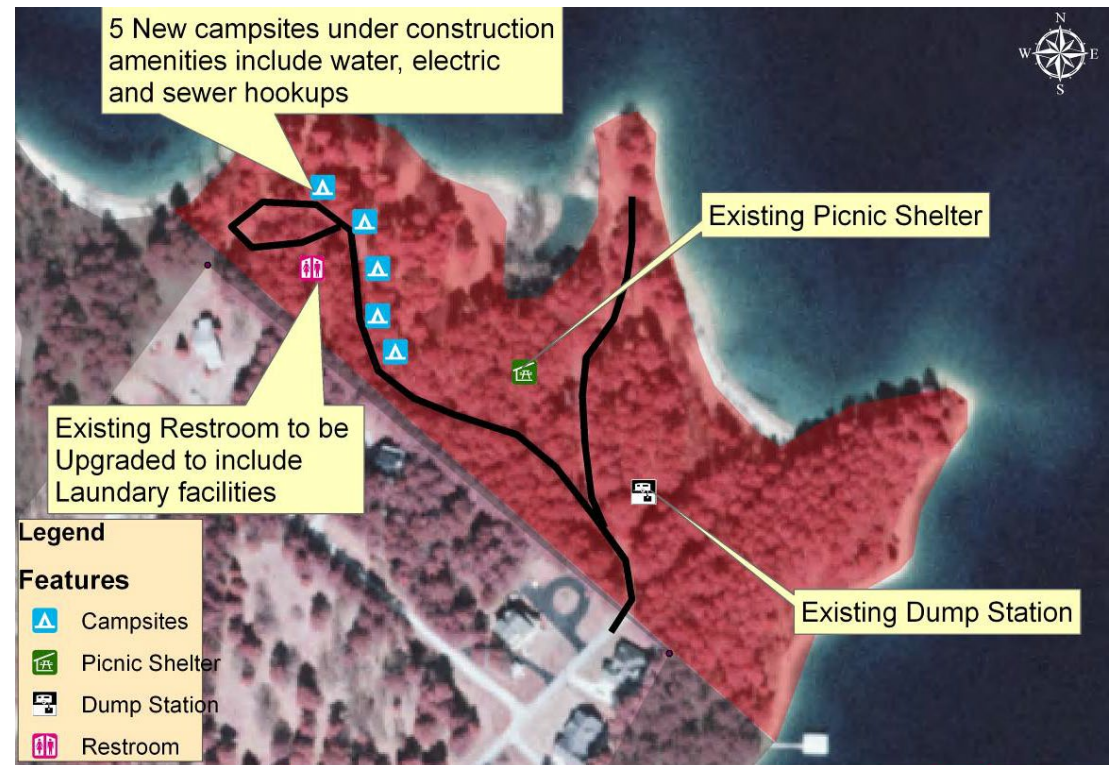 5 New campsites under construction
amenities include water, electric
and sewer hookups
N
W
E
S
Existing Picnic Shelter
Existing Restroom to be
Upgraded to include
Laundary facilities
Existing Dump Station
Legend
Features
Campsites
Picnic Shelter
Dump Station
Restroom